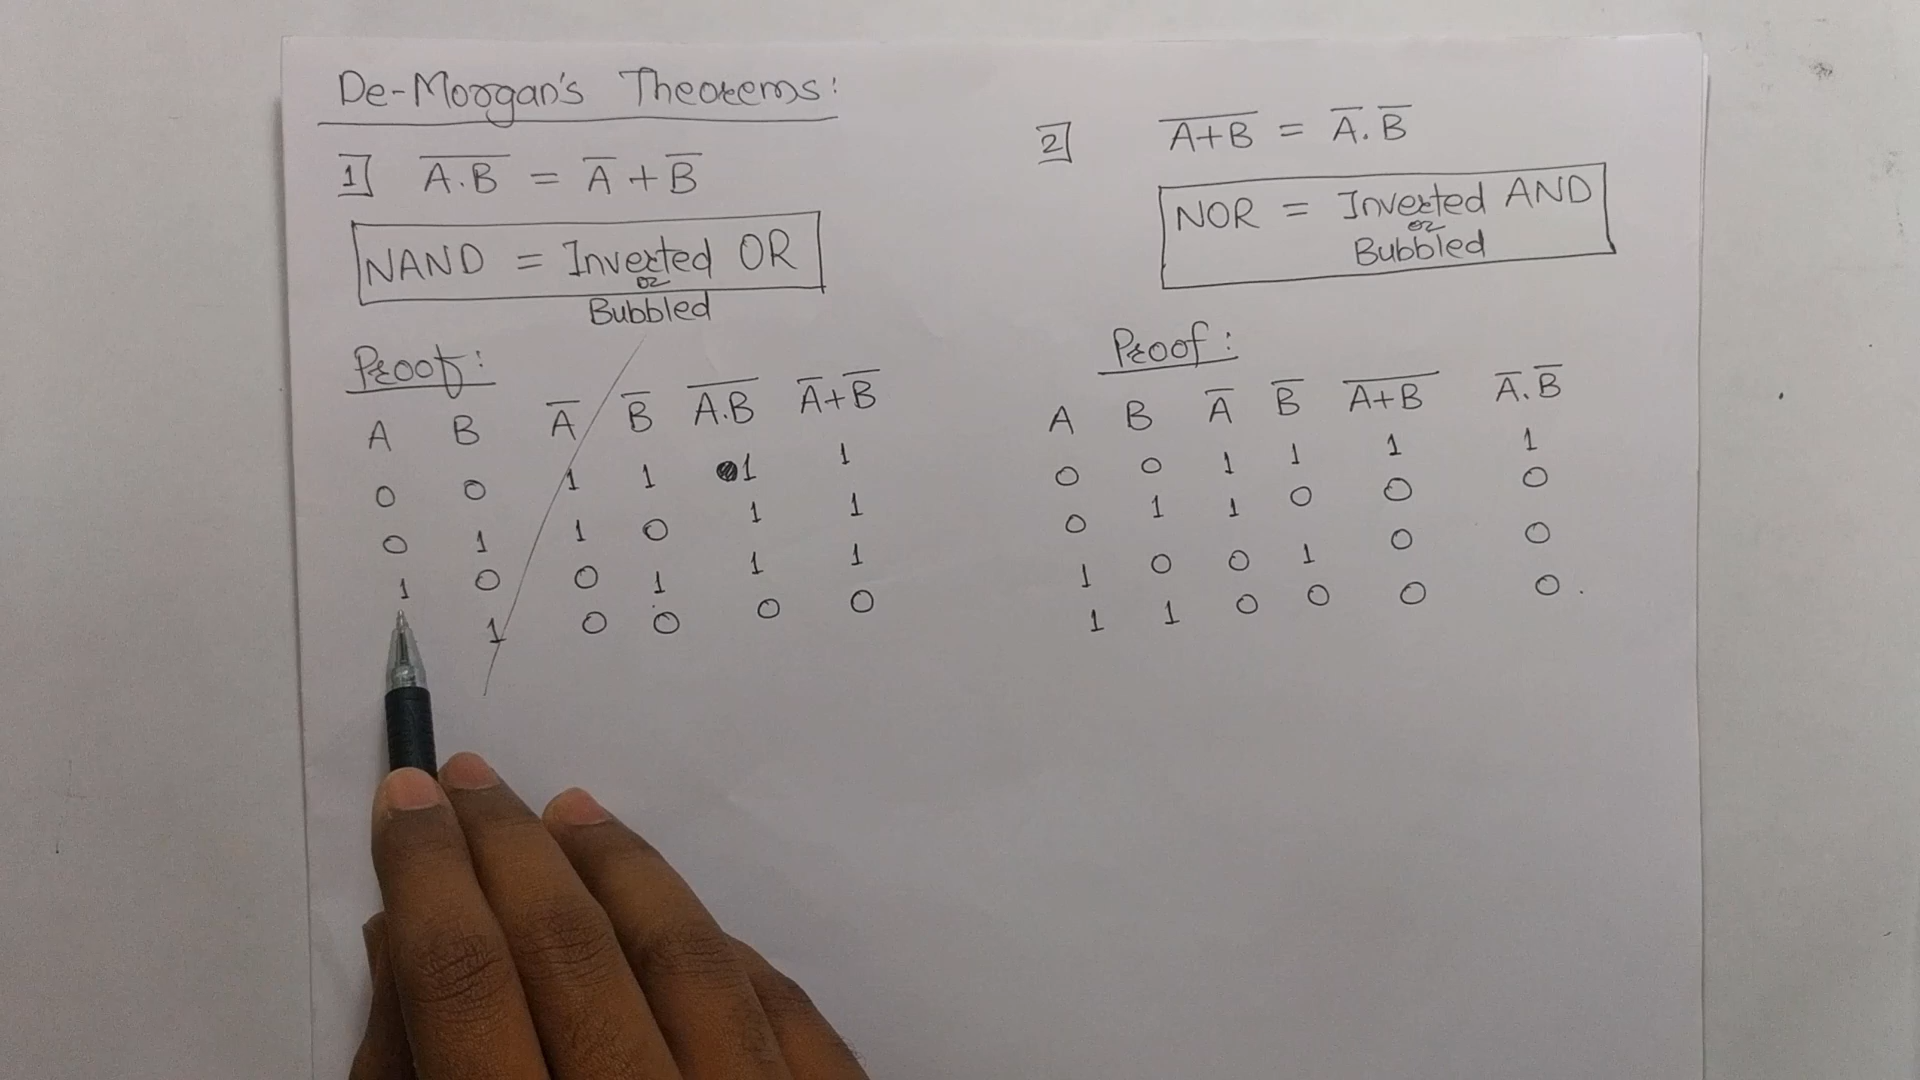 De-Morgan's Theorems:
1] A̅.̅B̅ = A̅ + B̅
NAND = Inverted OR
or
Bubbled
Proof:
A B A̅ B̅ A̅.̅B̅ A̅+B̅
0 0 1 1 1 1
0 1 1 0 1 1
1 0 0 1 1 1
1 0 0 0 0
2] A̅+̅B̅ = A̅.B̅
NOR = Inverted AND
or
Bubbled
Proof:
A B A̅ B̅ A̅+̅B̅ A̅.B̅
0 0 1 1 1 1
0 1 1 0 0 0
1 0 0 1 0 0
1 1 0 0 0 0.